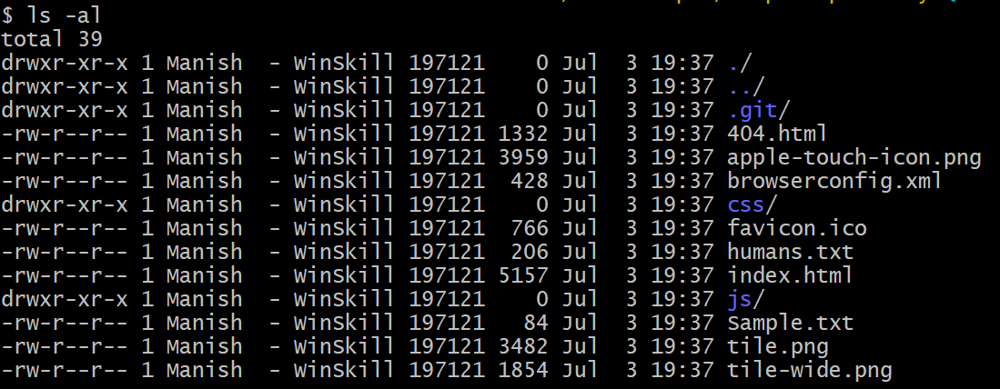 $ ls -al
total 39
drwxr-xr-x 1 Manish  - WinSkill 197121    0 Jul  3 19:37 ./
drwxr-xr-x 1 Manish  - WinSkill 197121    0 Jul  3 19:37 ../
drwxr-xr-x 1 Manish  - WinSkill 197121    0 Jul  3 19:37 .git/
-rw-r--r-- 1 Manish  - WinSkill 197121 1332 Jul  3 19:37 404.html
-rw-r--r-- 1 Manish  - WinSkill 197121 3959 Jul  3 19:37 apple-touch-icon.png
-rw-r--r-- 1 Manish  - WinSkill 197121  428 Jul  3 19:37 browserconfig.xml
drwxr-xr-x 1 Manish  - WinSkill 197121    0 Jul  3 19:37 css/
-rw-r--r-- 1 Manish  - WinSkill 197121  766 Jul  3 19:37 favicon.ico
-rw-r--r-- 1 Manish  - WinSkill 197121  206 Jul  3 19:37 humans.txt
-rw-r--r-- 1 Manish  - WinSkill 197121 5157 Jul  3 19:37 index.html
drwxr-xr-x 1 Manish  - WinSkill 197121    0 Jul  3 19:37 js/
-rw-r--r-- 1 Manish  - WinSkill 197121   84 Jul  3 19:37 Sample.txt
-rw-r--r-- 1 Manish  - WinSkill 197121 3482 Jul  3 19:37 tile.png
-rw-r--r-- 1 Manish  - WinSkill 197121 1854 Jul  3 19:37 tile-wide.png